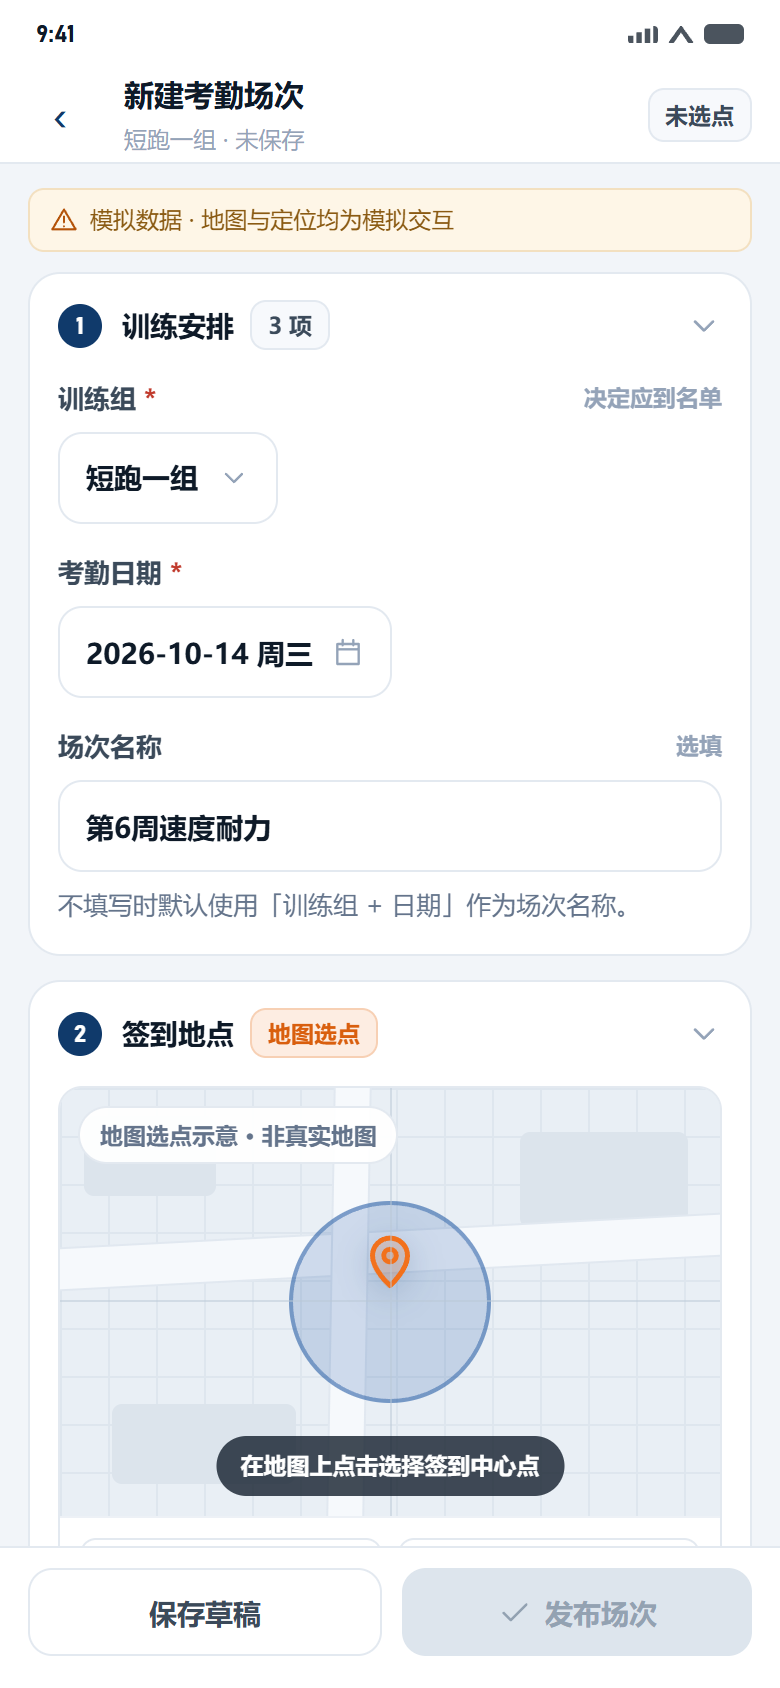 9:41
新建考勤场次
短跑一组 · 未保存
未选点
模拟数据 · 地图与定位均为模拟交互
1 训练安排 3 项
训练组 * 决定应到名单
短跑一组
考勤日期 *
2026-10-14 周三
场次名称 选填
第6周速度耐力
不填写时默认使用「训练组 + 日期」作为场次名称。
2 签到地点 地图选点
地图选点示意 • 非真实地图
在地图上点击选择签到中心点
保存草稿 发布场次